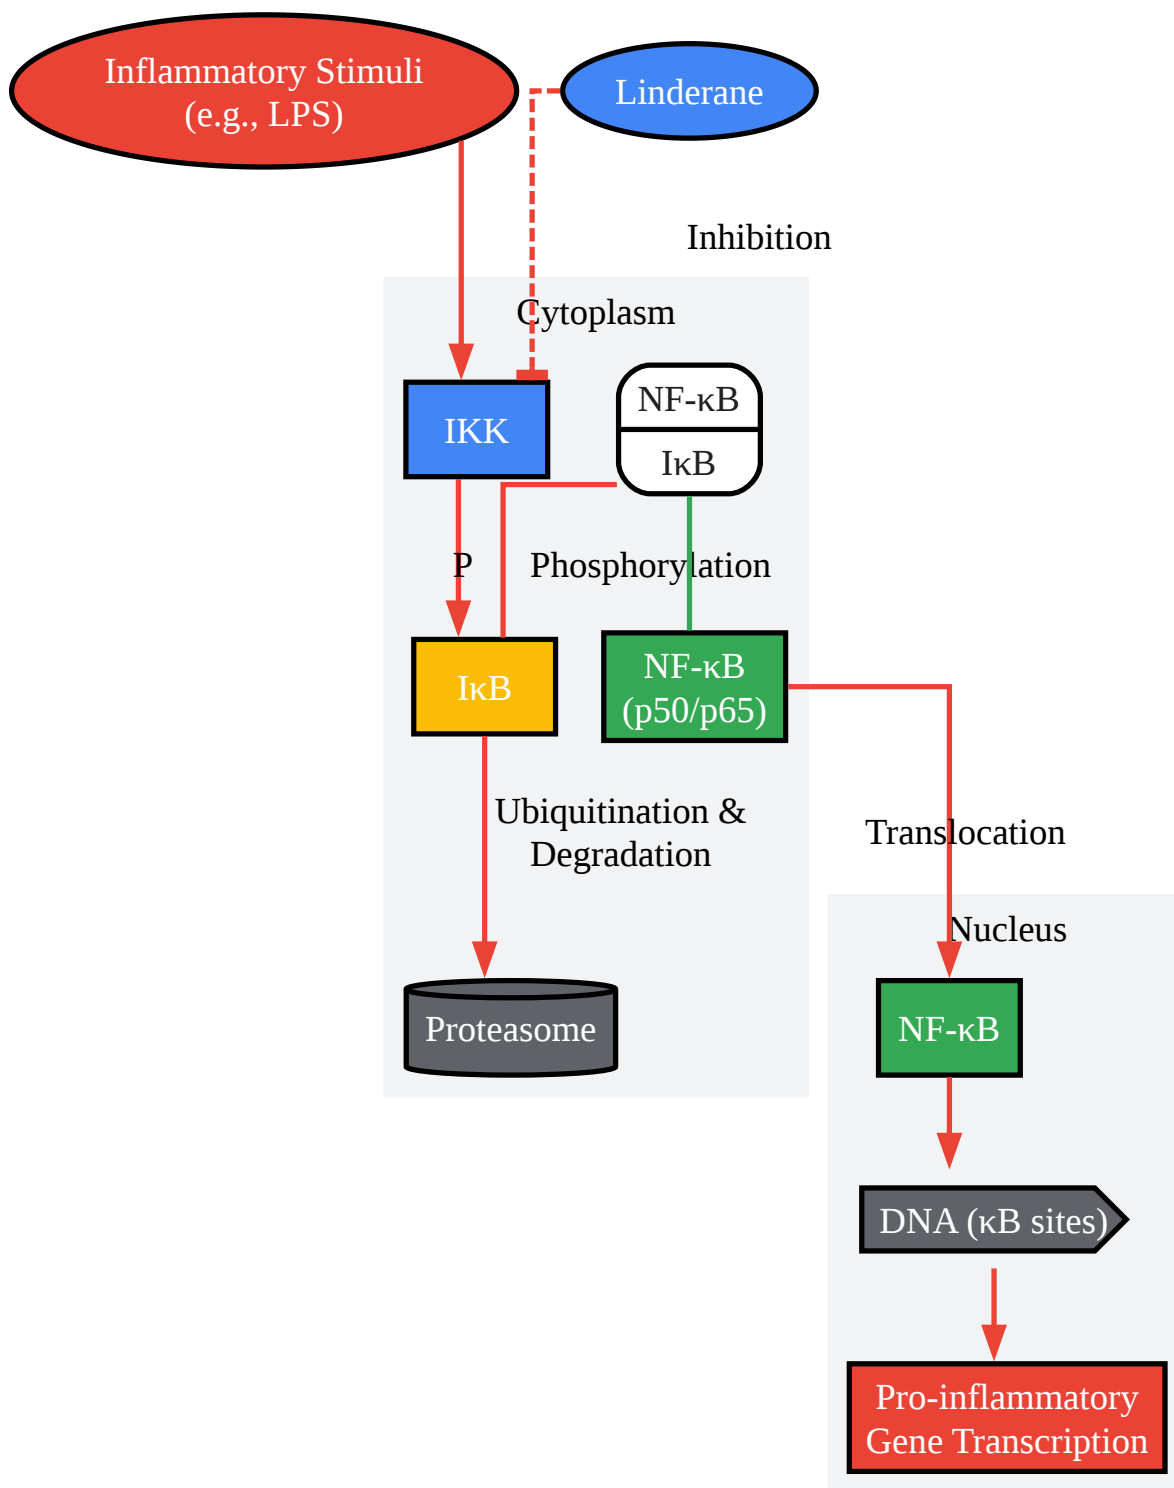 Inflammatory Stimuli
(e.g., LPS)
Linderane
Inhibition
Cytoplasm
IKK
NF-κB
IκB
P
Phosphorylation
IκB
NF-κB
(p50/p65)
Ubiquitination &
Degradation
Translocation
Nucleus
Proteasome
NF-κB
DNA (κB sites)
Pro-inflammatory
Gene Transcription